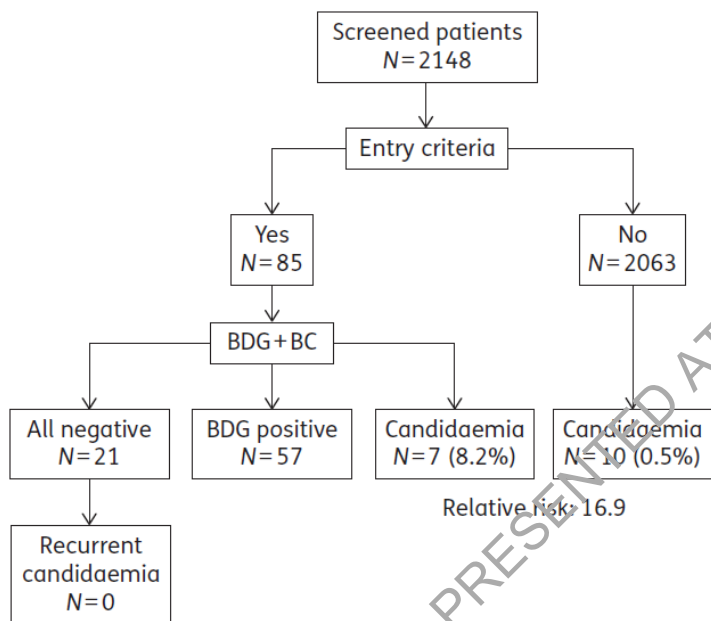 Screened patients
N=2148
Entry criteria
Yes
N=85
No
N=2063
BDG+BC
All negative
N=21
BDG positive
N=57
Candidaemia
N=7 (8.2%)
Candidaemia
N=10 (0.5%)
Relative risk: 16.9
Recurrent
candidaemia
N=0
PRESENTED AT